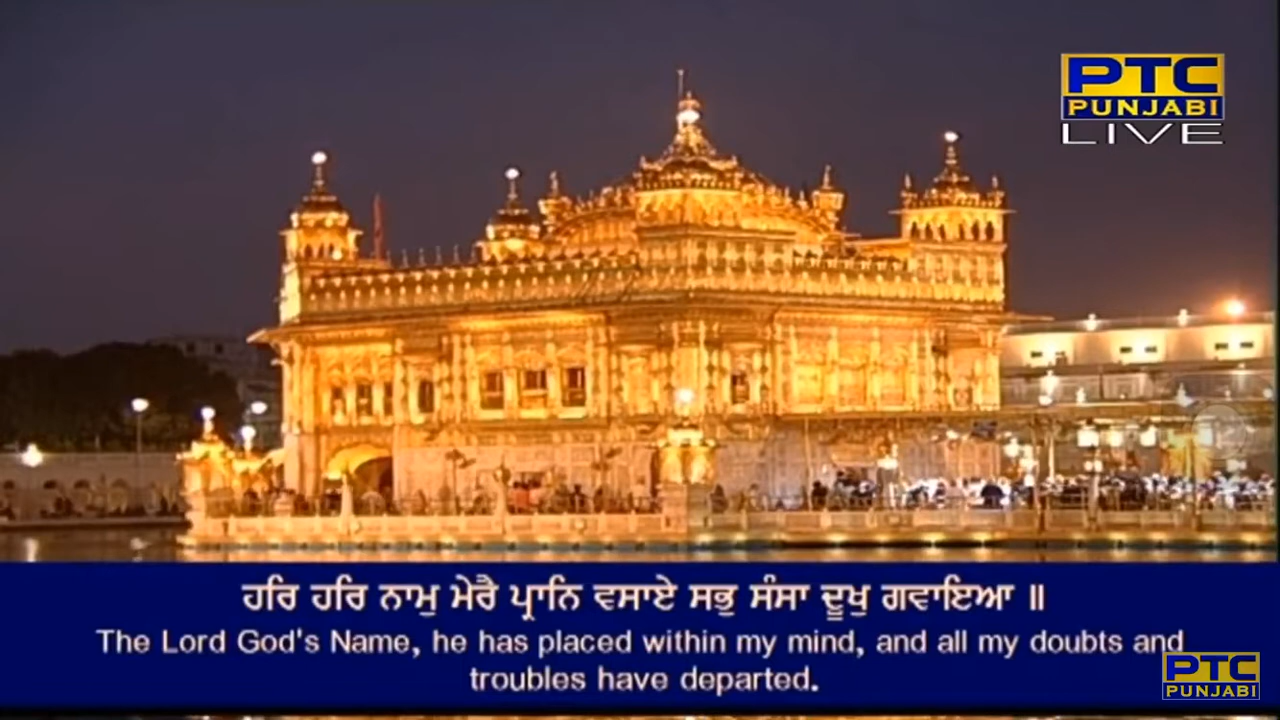 PTC
PUNJABI
LIVE
ਹਰਿ ਹਰਿ ਨਾਮੁ ਮੇਰੈ ਪ੍ਰਾਨਿ ਵਸਾਏ ਸਭੁ ਸੰਸਾ ਦੂਖੁ ਗਵਾਇਆ ॥
The Lord God's Name, he has placed within my mind, and all my doubts and
troubles have departed.
PTC
PUNJABI